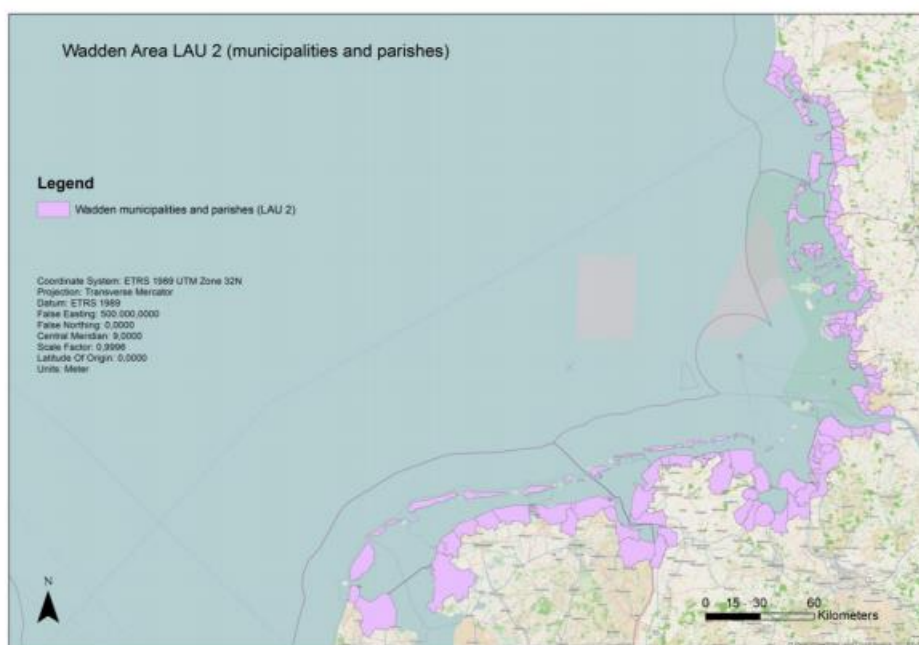 Wadden Area LAU 2 (municipalities and parishes)
Legend
Wadden municipalities and parishes (LAU 2)
Coordinate System: ETRS 1989 UTM Zone 32N
Projection: Transverse Mercator
Datum: ETRS 1989
False Easting: 500.000,0000
False Northing: 0,0000
Central Meridian: 9,0000
Scale Factor: 0,9996
Latitude Of Origin: 0,0000
Units: Meter
N
0 15 30 60
Kilometers